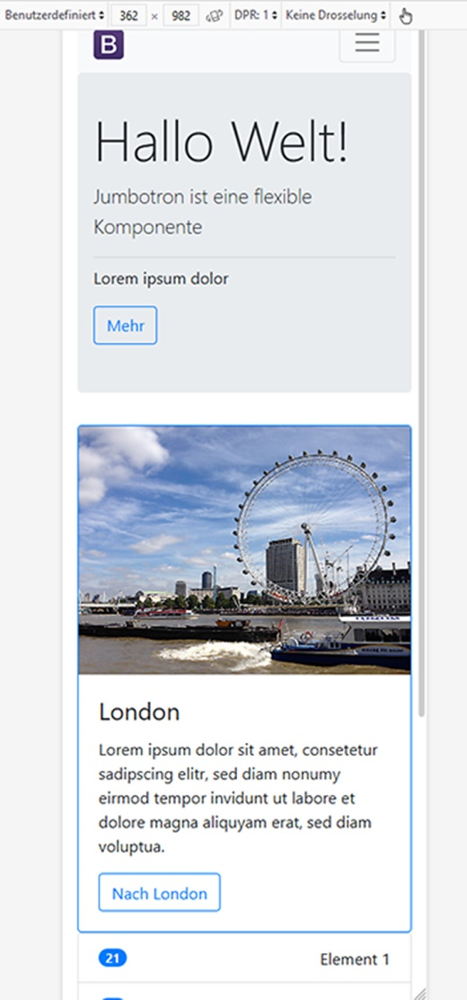 Benutzerdefiniert 362 × 982 DPR: 1 Keine Drosselung
B
Hallo Welt!
Jumbotron ist eine flexible
Komponente
Lorem ipsum dolor
Mehr
London
Lorem ipsum dolor sit amet, consetetur
sadipscing elitr, sed diam nonumy
eirmod tempor invidunt ut labore et
dolore magna aliquyam erat, sed diam
voluptua.
Nach London
21 Element 1